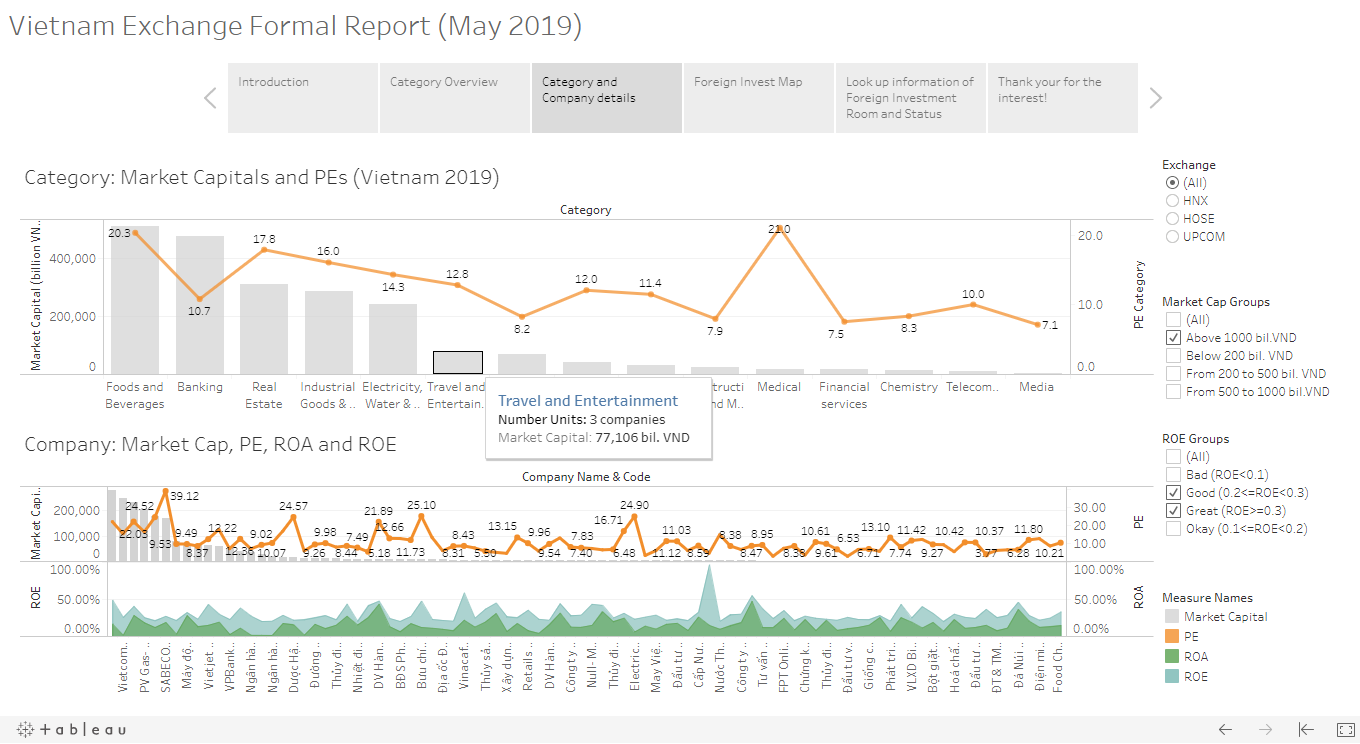 Vietnam Exchange Formal Report (May 2019)
Introduction
Category Overview
Category and
Company details
Foreign Invest Map
Look up information of
Foreign Investment
Room and Status
Thank your for the
interest!
Category: Market Capitals and PEs (Vietnam 2019)
Category
Market Capital (billion VN..
400,000
200,000
0
20.3
10.7
17.8
16.0
14.3
12.8
8.2
12.0
11.4
7.9
22.0
7.5
8.3
10.0
7.1
20.0
10.0
0.0
PE Category
Foods and
Beverages
Banking
Real
Estate
Industrial
Goods & ..
Electricity,
Water & ..
Travel and
Entertain..
Medical
Financial
services
Chemistry
Telecom..
Media
Travel and Entertainment
Number Units: 3 companies
Market Capital: 77,106 bil. VND
Company: Market Cap, PE, ROA and ROE
Company Name & Code
Market Capi..
200,000
100,000
0
22.03
24.52
9.53
39.12
9.49
8.37
12.22
12.36
9.02
10.07
24.57
9.26
9.98
8.44
7.49
5.18
21.89
12.66
11.73
25.10
6.31
8.43
5.50
13.15
9.96
9.54
7.40
7.83
16.71
6.48
24.90
11.12
11.03
6.59
8.38
8.47
8.95
8.38
10.61
9.61
6.53
6.71
13.10
7.74
11.42
9.27
10.42
10.37
3.77
6.28
11.80
10.21
30.00
20.00
10.00
PE
ROE
100.00%
50.00%
0.00%
100.00%
50.00%
0.00%
ROA
Vietcom..
PV Gas-..
SABECO..
Máy độ..
Vietjet..
VPBank..
Ngân hà..
Ngân hà..
Dược Hậ..
Đường ..
Thủy đi..
Nhiệt đi..
DV Hàn..
BĐS Ph..
Bưu chí..
Địa ốc Đ..
Vinacaf..
Thủy sả..
Xây dựn..
Retails ..
DV Hàn..
Công ty ..
Null- M..
Thủy đi..
Electric..
May Việ..
Đầu tư ..
Cấp Nư..
Nước Th..
Công ty ..
Tư vấn ..
FPT Onli..
Chứng k..
Thủy đi..
Đầu tư v..
Giống c..
Phát tri..
VLXD Bì..
Bột giặt..
Hoá chấ..
Đầu tư ..
ĐT & TM..
Đá Núi ..
Điện mi..
Food Ch..
Exchange
(All)
HNX
HOSE
UPCOM
Market Cap Groups
(All)
Above 1000 bil.VND
Below 200 bil. VND
From 200 to 500 bil. VND
From 500 to 1000 bil.VND
ROE Groups
(All)
Bad (ROE<0.1)
Good (0.2<=ROE<0.3)
Great (ROE>=0.3)
Okay (0.1<=ROE<0.2)
Measure Names
Market Capital
PE
ROA
ROE
+ableau